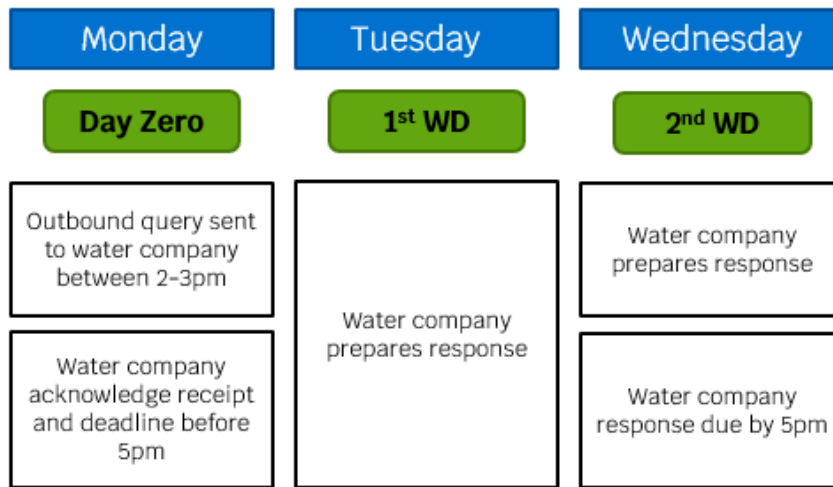 Monday
Tuesday
Wednesday
Day Zero
1st WD
2nd WD
Outbound query sent
to water company
between 2-3pm
Water company
acknowledge receipt
and deadline before
5pm
Water company
prepares response
Water company
prepares response
Water company
response due by 5pm